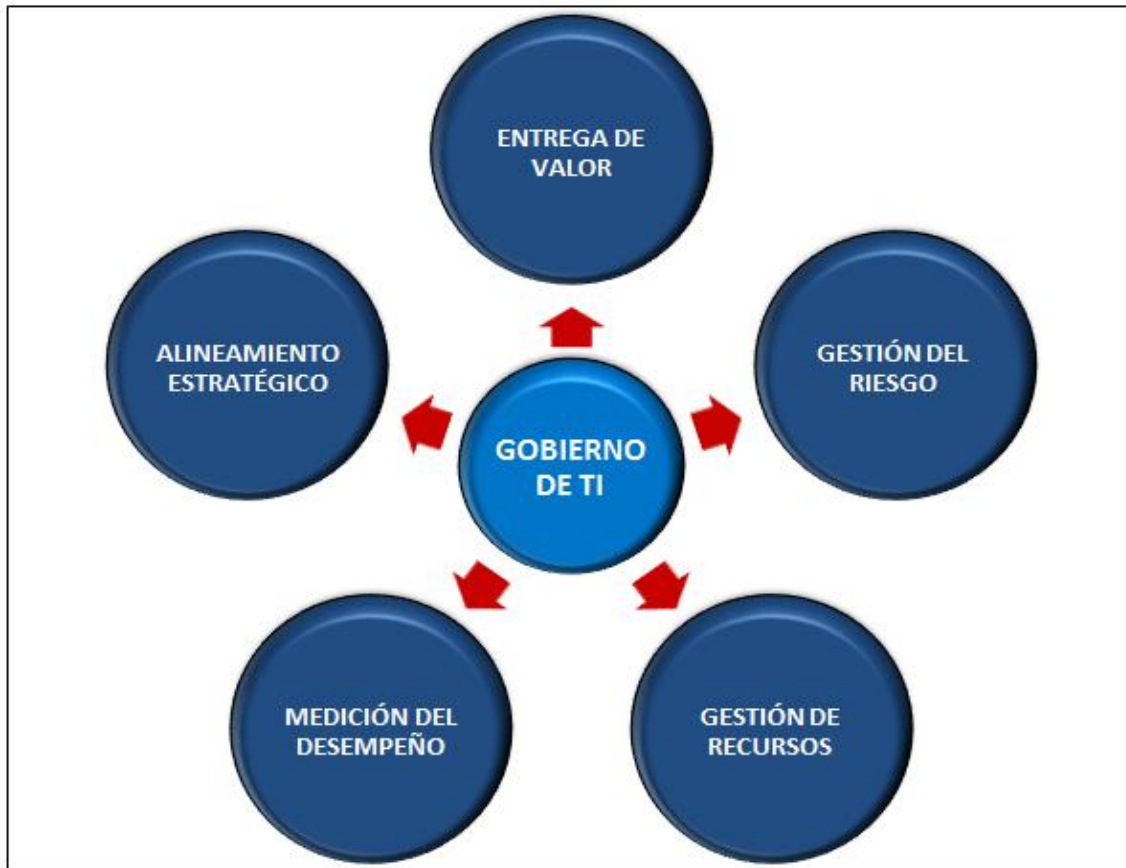 ENTREGA DE
VALOR
ALINEAMIENTO
ESTRATÉGICO
GESTIÓN DEL
RIESGO
GOBIERNO
DE TI
MEDICIÓN DEL
DESEMPEÑO
GESTIÓN DE
RECURSOS